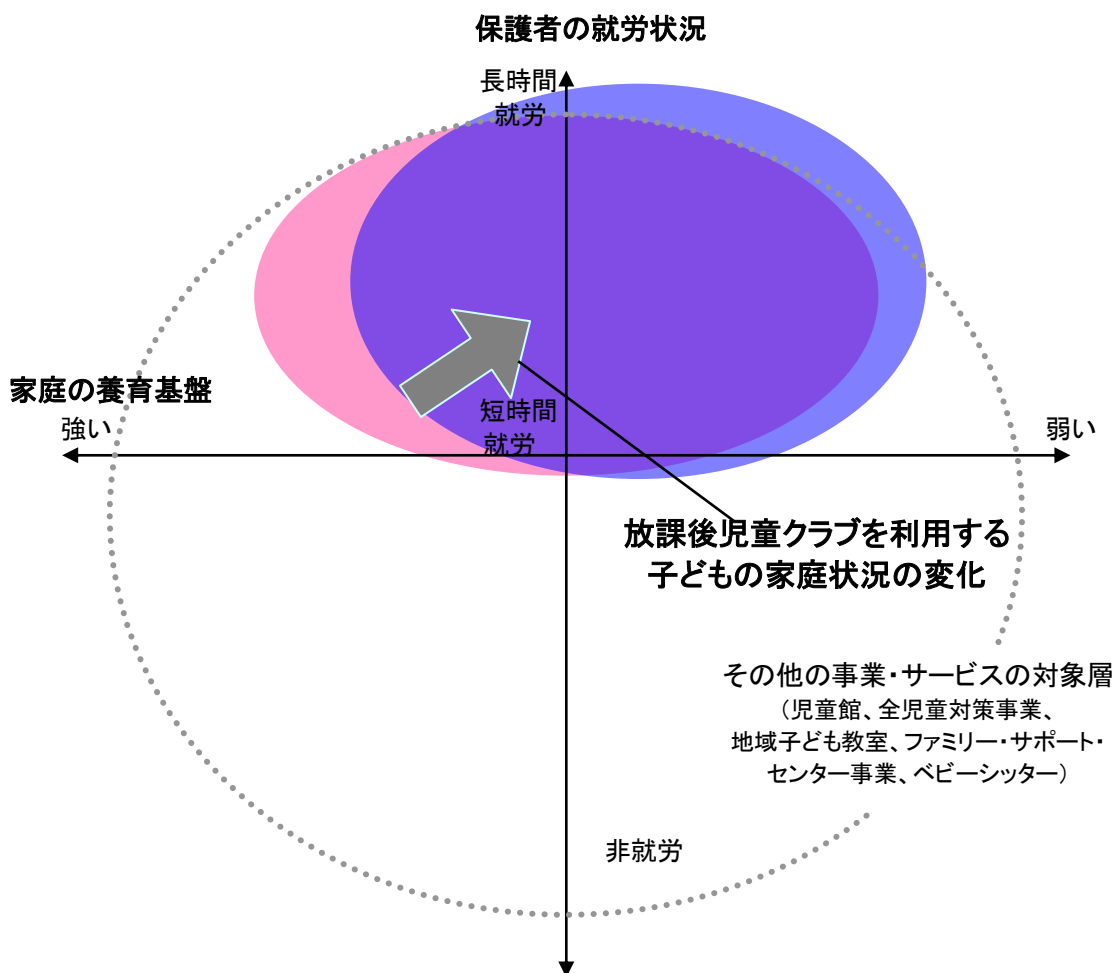 保護者の就労状況
長時間
就労
家庭の養育基盤
強い
短時間
就労
弱い
放課後児童クラブを利用する
子どもの家庭状況の変化
その他の事業・サービスの対象層
（児童館、全児童対策事業、
地域子ども教室、ファミリー・サポート・
センター事業、ベビーシッター）
非就労